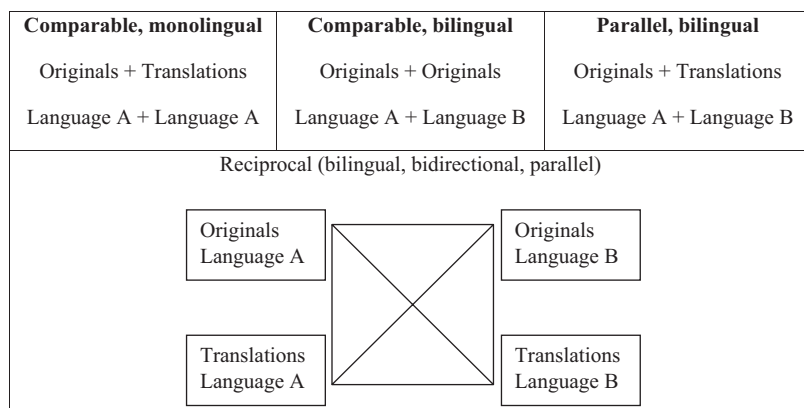 Comparable, monolingual
Originals + Translations
Language A + Language A
Comparable, bilingual
Originals + Originals
Language A + Language B
Parallel, bilingual
Originals + Translations
Language A + Language B
Reciprocal (bilingual, bidirectional, parallel)
Originals
Language A
Originals
Language B
Translations
Language A
Translations
Language B